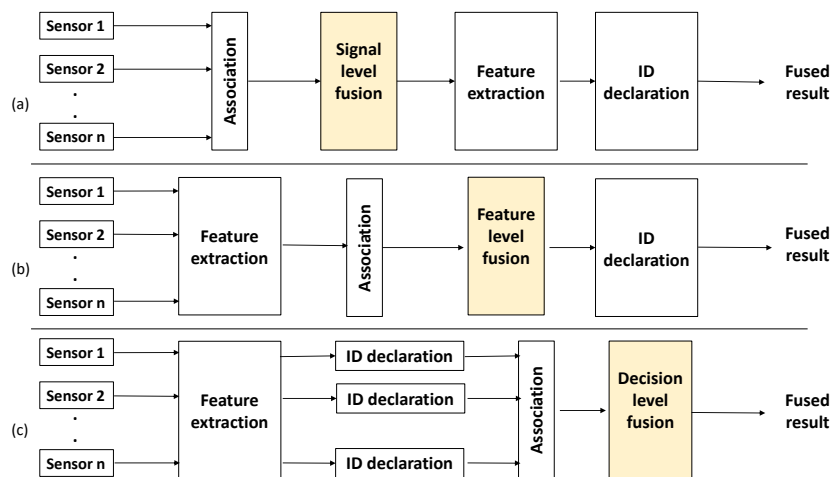 Sensor 1
Sensor 2
.
.
Sensor n
(a)
Association
Signal
level
fusion
Feature
extraction
ID
declaration
Fused
result
Sensor 1
Sensor 2
.
.
Sensor n
(b)
Feature
extraction
Association
Feature
level
fusion
ID
declaration
Fused
result
Sensor 1
Sensor 2
.
.
Sensor n
(c)
Feature
extraction
ID declaration
ID declaration
ID declaration
Association
Decision
level
fusion
Fused
result